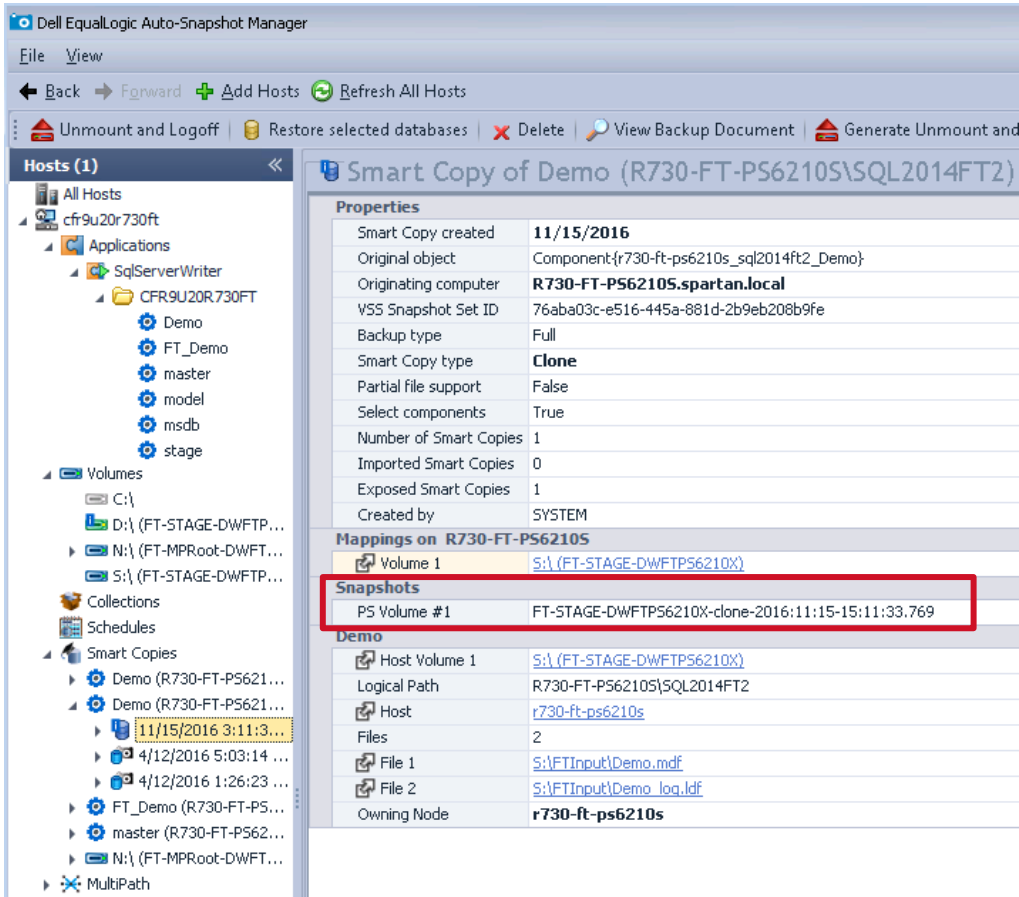 Dell EqualLogic Auto-Snapshot Manager
File View
Back Forward Add Hosts Refresh All Hosts
Unmount and Logoff Restore selected databases Delete View Backup Document Generate Unmount and
Hosts (1)
All Hosts
cfr9u20r730ft
Applications
SqlServerWriter
CFR9U20R730FT
Demo
FT_Demo
master
model
msdb
stage
Volumes
C:\
D:\ (FT-STAGE-DWFTP...
N:\ (FT-MPRoot-DWFT...
S:\ (FT-STAGE-DWFTP...
Collections
Schedules
Smart Copies
Demo (R730-FT-PS621...
Demo (R730-FT-PS621...
11/15/2016 3:11:3...
4/12/2016 5:03:14 ...
4/12/2016 1:26:23 ...
FT_Demo (R730-FT-PS...
master (R730-FT-PS62...
N:\ (FT-MPRoot-DWFT...
MultiPath
Smart Copy of Demo (R730-FT-PS6210S\SQL2014FT2)
Properties
Smart Copy created 11/15/2016
Original object Component{r730-ft-ps6210s_sql2014ft2_Demo}
Originating computer R730-FT-PS6210S.spartan.local
VSS Snapshot Set ID 76aba03c-e516-445a-881d-2b9eb208b9fe
Backup type Full
Smart Copy type Clone
Partial file support False
Select components True
Number of Smart Copies 1
Imported Smart Copies 0
Exposed Smart Copies 1
Created by SYSTEM
Mappings on R730-FT-PS6210S
Volume 1 S:\ (FT-STAGE-DWFTPS6210X)
Snapshots
PS Volume #1 FT-STAGE-DWFTPS6210X-clone-2016:11:15-15:11:33.769
Demo
Host Volume 1 S:\ (FT-STAGE-DWFTPS6210X)
Logical Path R730-FT-PS6210S\SQL2014FT2
Host r730-ft-ps6210s
Files 2
File 1 S:\FTInput\Demo.mdf
File 2 S:\FTInput\Demo_log.ldf
Owning Node r730-ft-ps6210s